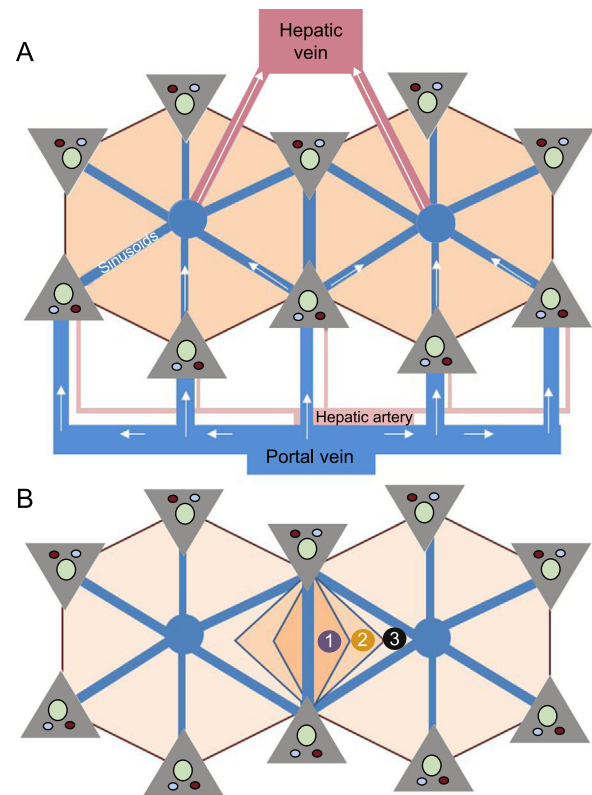 A
Hepatic
vein
Sinusoids
Hepatic artery
Portal vein
B
1 2 3